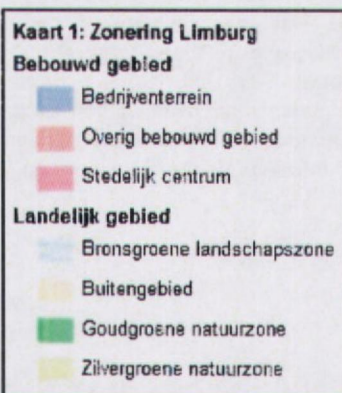 Kaart 1: Zonering Limburg
Bebouwd gebied
Bedrijventerrein
Overig bebouwd gebied
Stedelijk centrum
Landelijk gebied
Bronsgroene landschapszone
Buitengebied
Goudgroene natuurzone
Zilvergroene natuurzone